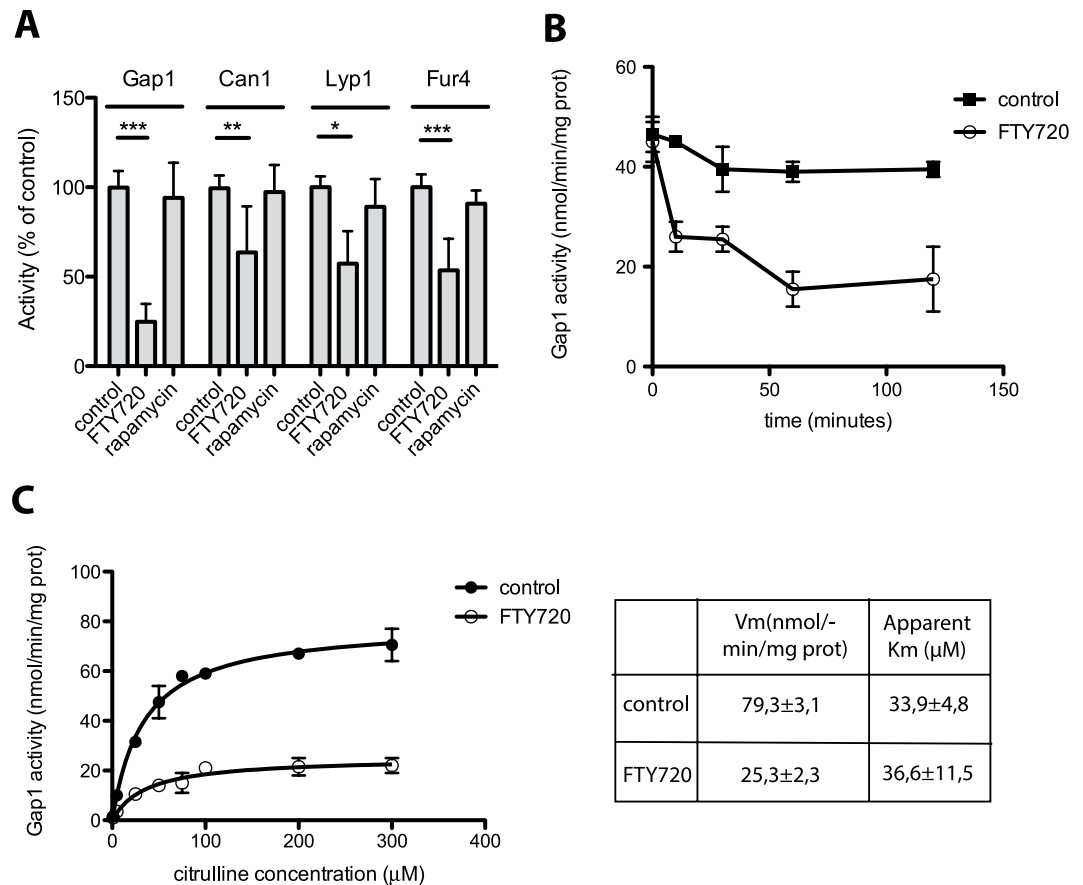 A
Gap1 Can1 Lyp1 Fur4
*** ** * ***
Activity (% of control)
150
100
50
0
control FTY720 rapamycin control FTY720 rapamycin control FTY720 rapamycin control FTY720 rapamycin
B
Gap1 activity (nmol/min/mg prot)
60
40
20
0
0 50 100 150
time (minutes)
control
FTY720
C
Gap1 activity (nmol/min/mg prot)
100
80
60
40
20
0
0 100 200 300 400
citrulline concentration (μM)
control
FTY720
Vm(nmol/- Apparent
min/mg prot) Km (μM)
control 79,3±3,1 33,9±4,8
FTY720 25,3±2,3 36,6±11,5